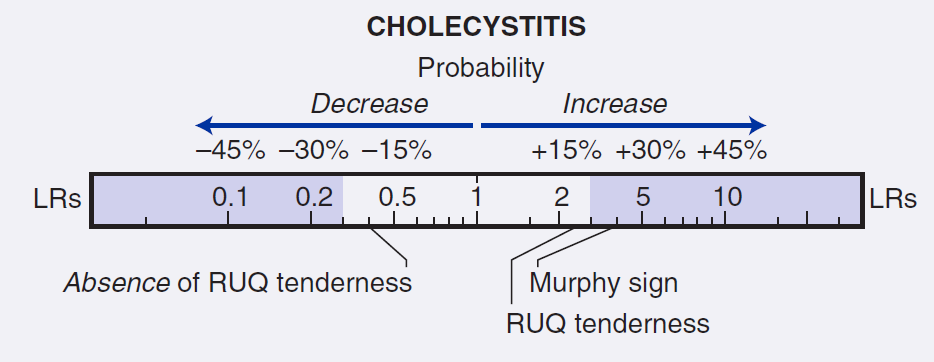 CHOLECYSTITIS
Probability
Decrease Increase
–45% –30% –15% +15% +30% +45%
LRs 0.1 0.2 0.5 1 2 5 10 LRs
Absence of RUQ tenderness Murphy sign
RUQ tenderness